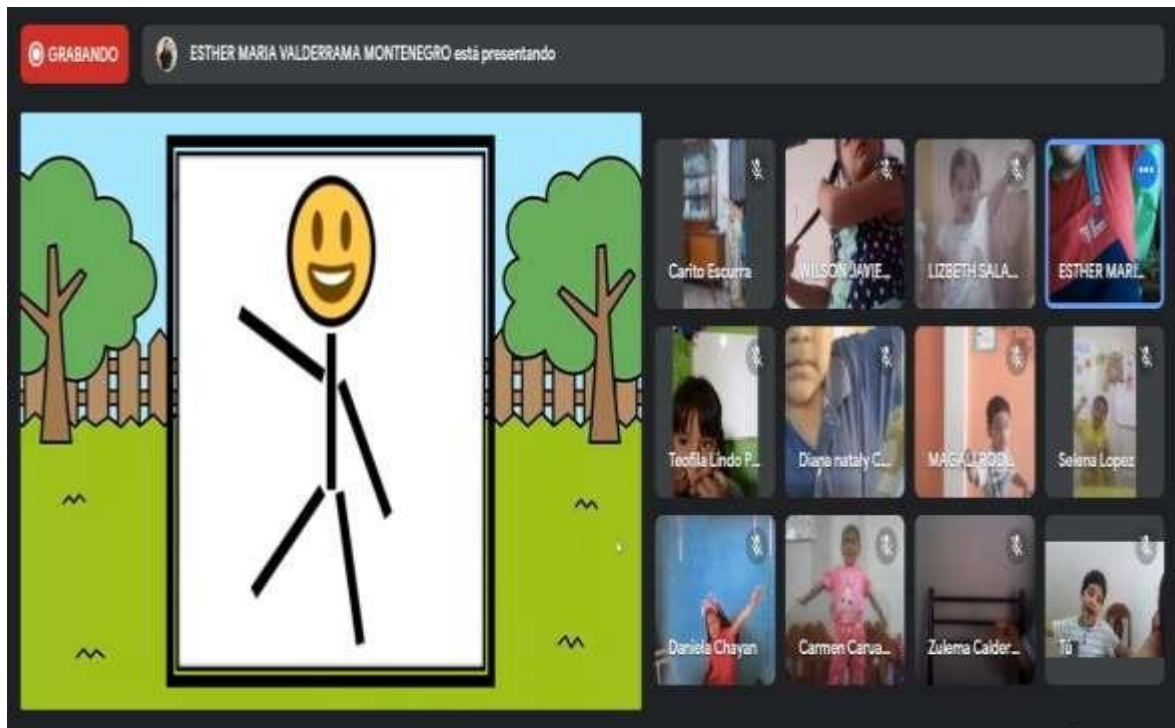 GRABANDO
ESTHER MARIA VALDERRAMA MONTENEGRO está presentando
Carito Escurra
WILSON JAVIE...
LIZBETH SALA...
ESTHER MARI...
Teofila Lindo P...
Diana nataly C...
MAGALI ROD...
Selena Lopez
Daniela Chayan
Carmen Carua...
Zulema Calder...
Tú